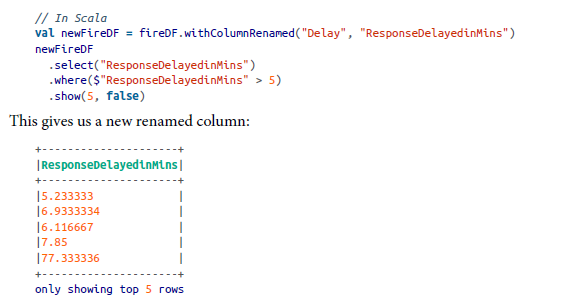 // In Scala
val newFireDF = fireDF.withColumnRenamed("Delay", "ResponseDelayedinMins")
newFireDF
  .select("ResponseDelayedinMins")
  .where($"ResponseDelayedinMins" > 5)
  .show(5, false)
This gives us a new renamed column:
+---------------------+
|ResponseDelayedinMins|
+---------------------+
|5.233333             |
|6.9333334            |
|6.116667             |
|7.85                 |
|77.333336            |
+---------------------+
only showing top 5 rows